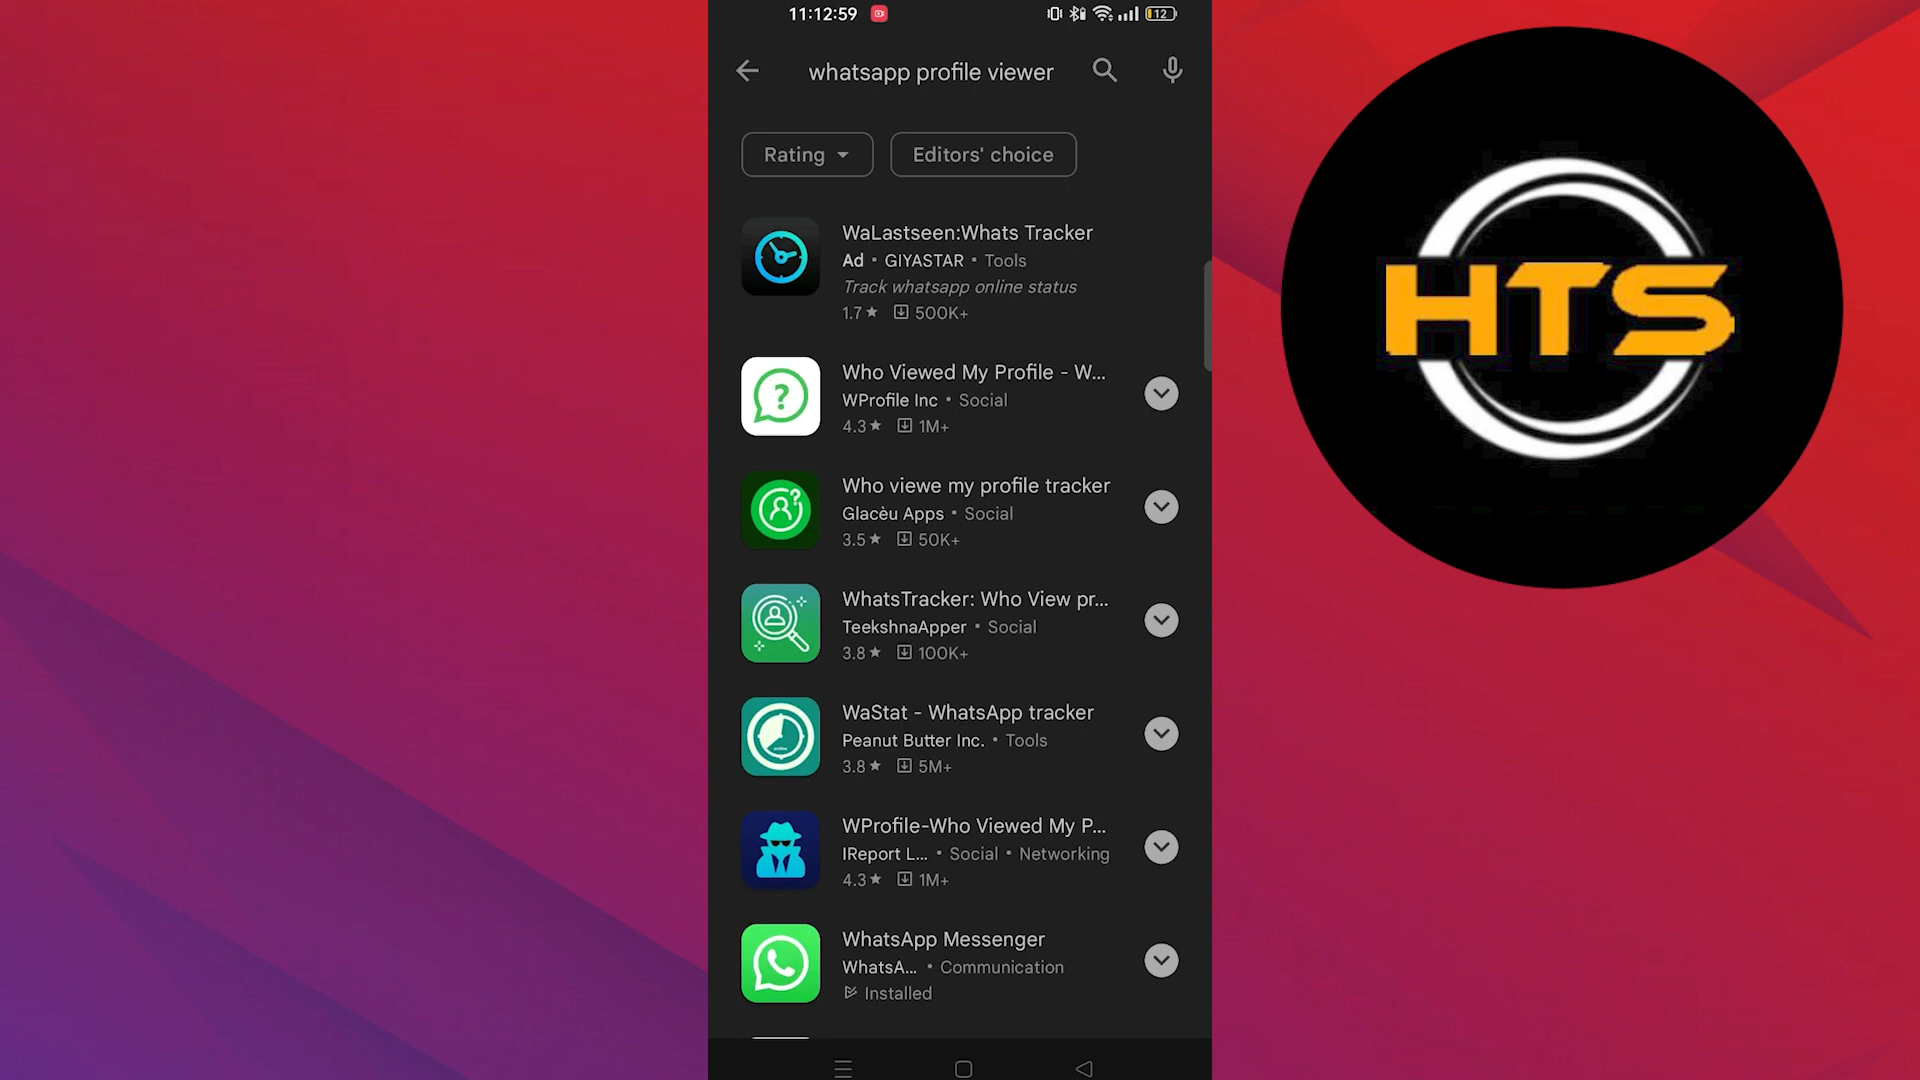 11:12:59
12
whatsapp profile viewer
Rating
Editors' choice
WaLastseen:Whats Tracker
Ad • GIYASTAR • Tools
Track whatsapp online status
1.7★ 500K+
Who Viewed My Profile - W...
WProfile Inc • Social
4.3★ 1M+
Who viewe my profile tracker
Glacèu Apps • Social
3.5★ 50K+
WhatsTracker: Who View pr...
TeekshnaApper • Social
3.8★ 100K+
WaStat - WhatsApp tracker
Peanut Butter Inc. • Tools
3.8★ 5M+
WProfile-Who Viewed My P...
IReport L... • Social • Networking
4.3★ 1M+
WhatsApp Messenger
WhatsA... • Communication
Installed
HTS